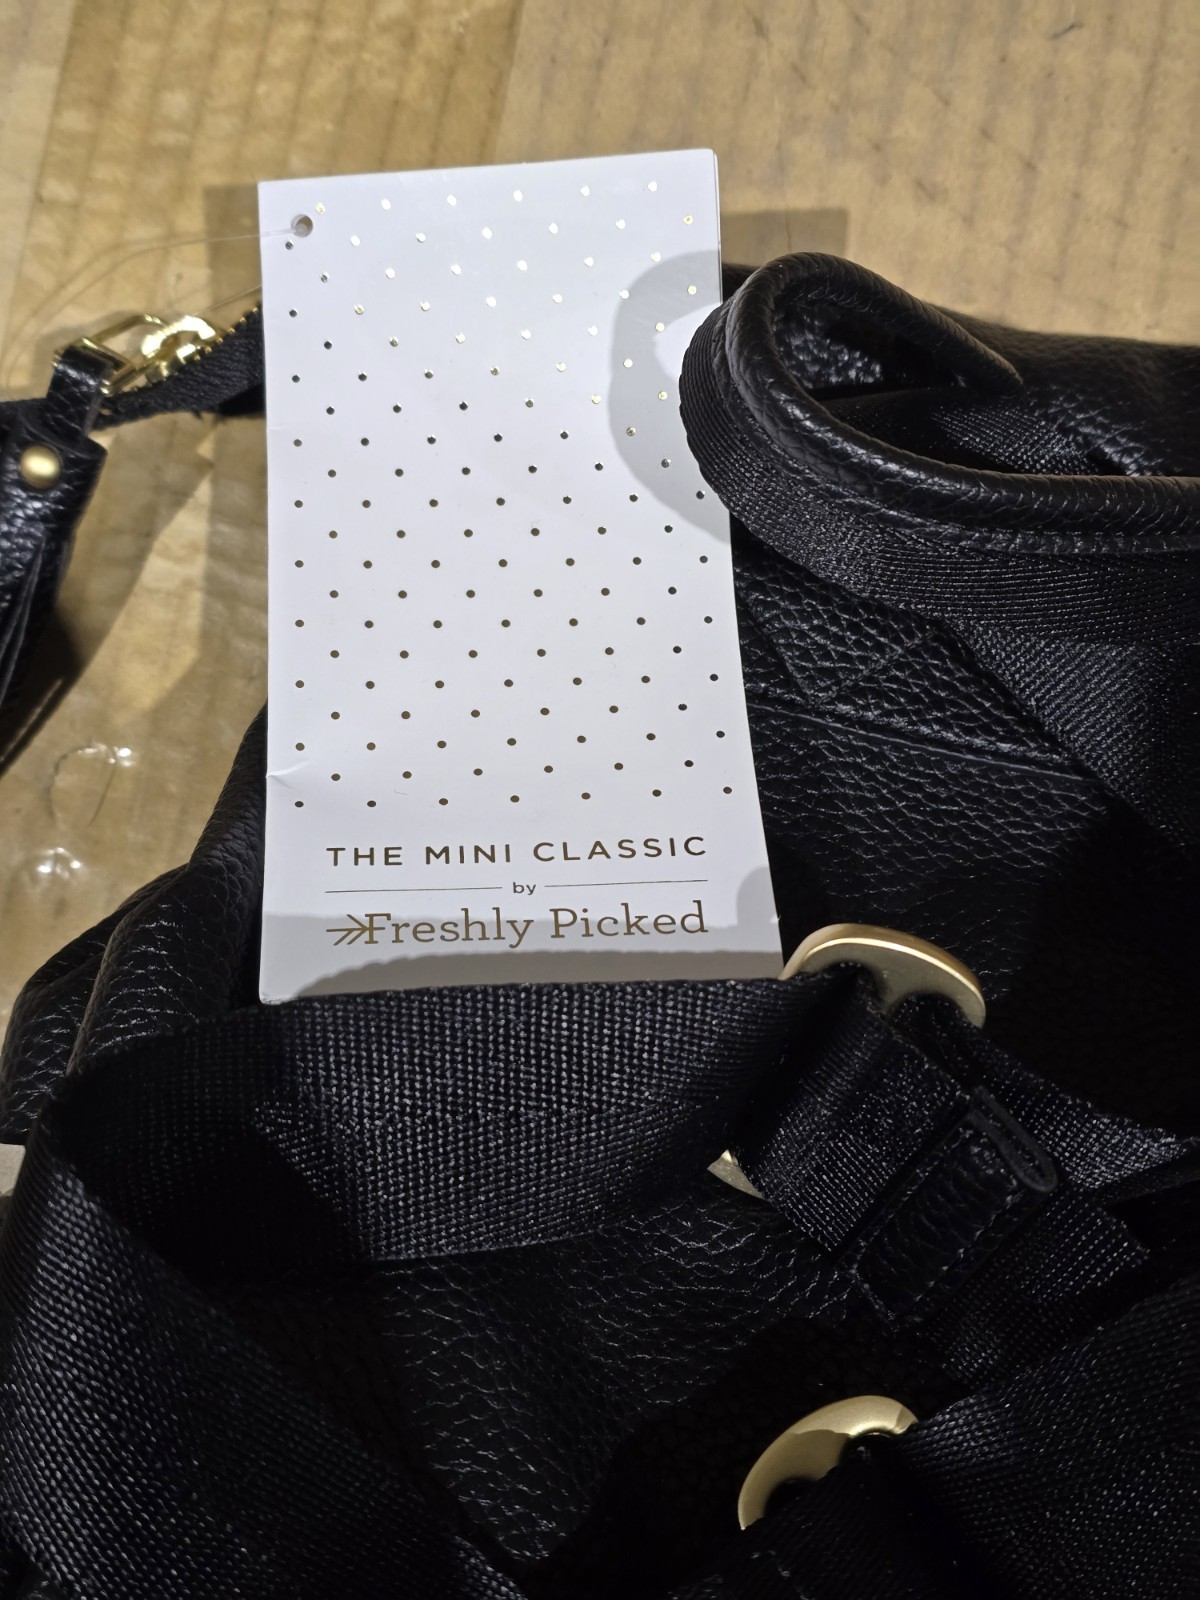 THE MINI CLASSIC
by
Freshly Picked